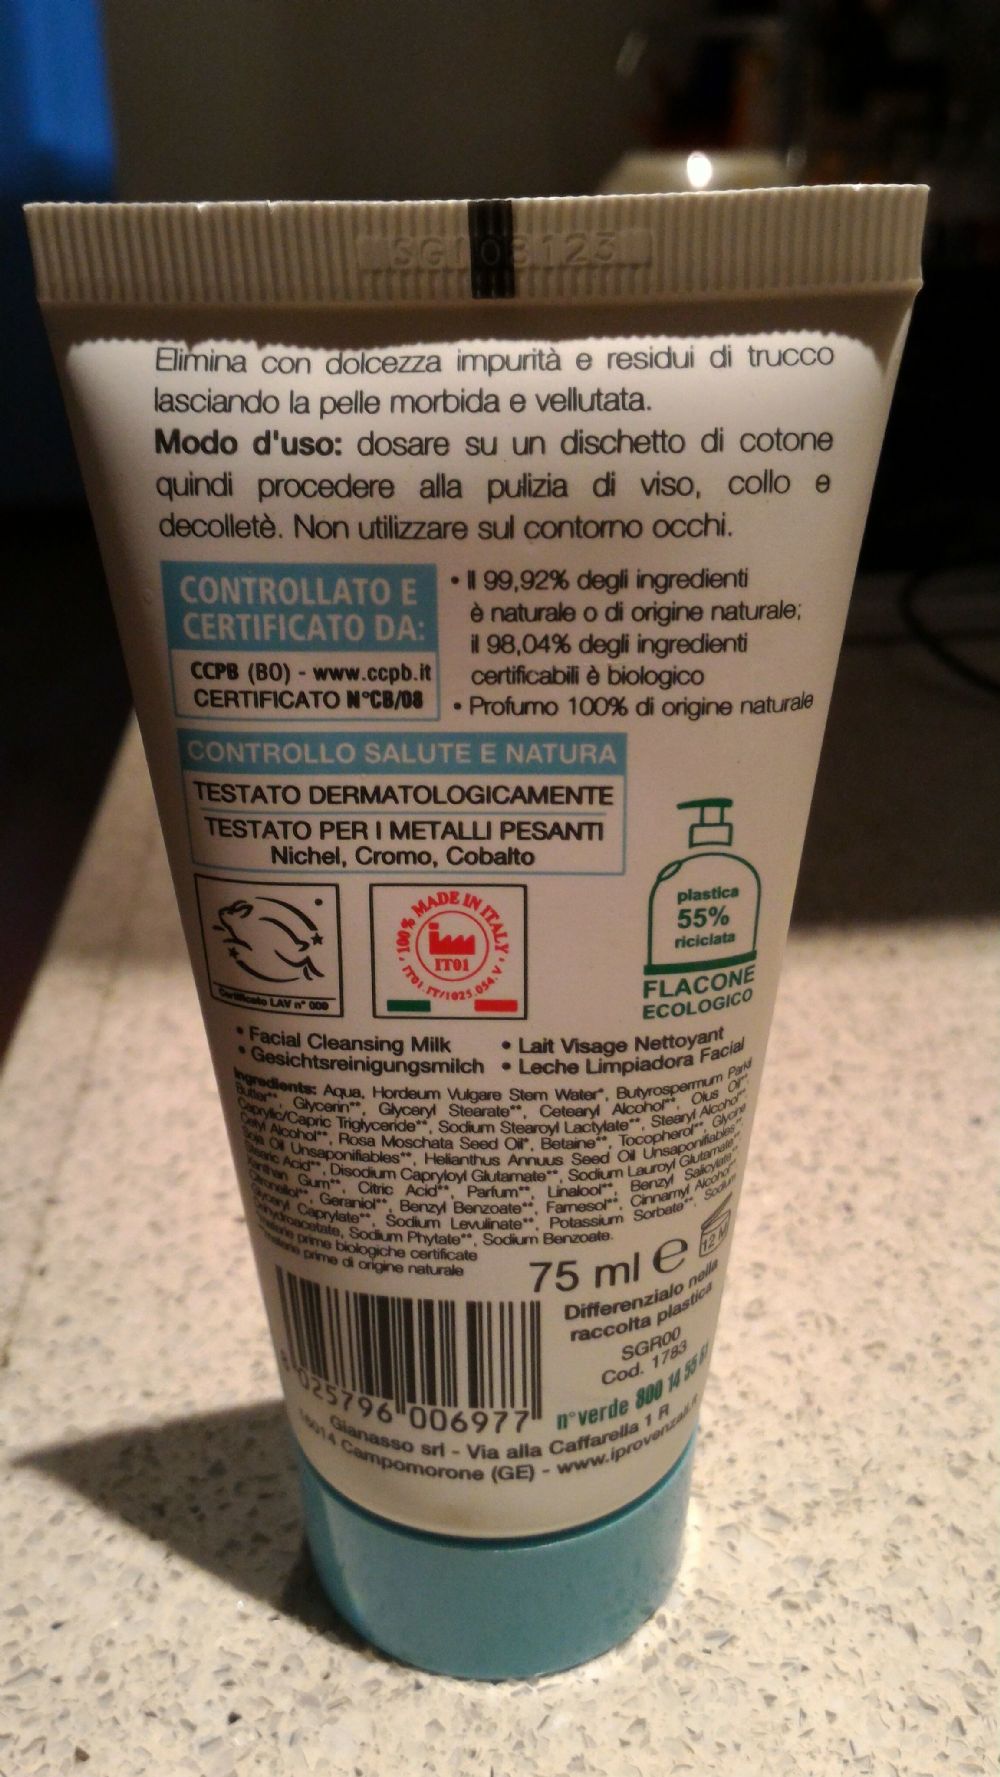 SG1 03123
Elimina con dolcezza impurità e residui di trucco
lasciando la pelle morbida e vellutata.
Modo d'uso: dosare su un dischetto di cotone
quindi procedere alla pulizia di viso, collo e
decolletè. Non utilizzare sul contorno occhi.
CONTROLLATO E
CERTIFICATO DA:
CCPB (BO) - www.ccpb.it
CERTIFICATO N°CB/08
• Il 99,92% degli ingredienti
è naturale o di origine naturale;
il 98,04% degli ingredienti
certificabili è biologico
• Profumo 100% di origine naturale
CONTROLLO SALUTE E NATURA
TESTATO DERMATOLOGICAMENTE
TESTATO PER I METALLI PESANTI
Nichel, Cromo, Cobalto
Certificato LAV n° 009
100% MADE IN ITALY
IT01
IT01.IT/1025.054.V
plastica
55%
riciclata
FLACONE
ECOLOGICO
• Facial Cleansing Milk
• Gesichtsreinigungsmilch
• Lait Visage Nettoyant
• Leche Limpiadora Facial
Ingredients: Aqua, Hordeum Vulgare Stem Water*, Butyrospermum Parkii
Butter**, Glycerin**, Glyceryl Stearate**, Cetearyl Alcohol**, Olus Oil**,
Caprylic/Capric Triglyceride**, Sodium Stearoyl Lactylate**, Stearyl Alcohol**,
Cetyl Alcohol**, Rosa Moschata Seed Oil*, Betaine**, Tocopherol**, Glycine
Soja Oil Unsaponifiables**, Helianthus Annuus Seed Oil Unsaponifiables**,
Stearic Acid**, Disodium Capryloyl Glutamate**, Sodium Lauroyl Glutamate**,
Xanthan Gum**, Citric Acid**, Parfum**, Linalool**, Benzyl Salicylate**,
Citronellol**, Geraniol**, Benzyl Benzoate**, Farnesol**, Cinnamyl Alcohol**,
Glyceryl Caprylate**, Sodium Levulinate**, Potassium Sorbate**, Sodium
Dehydroacetate, Sodium Phytate**, Sodium Benzoate.
materie prime biologiche certificate
materie prime di origine naturale
75 ml e
12 M
Differenzialo nella
raccolta plastica
SGR00
Cod. 1783
n°verde 800 14 55 61
8 025796 006977
Gianasso srl - Via alla Caffarella 1 R
16014 Campomorone (GE) - www.iprovenzali.it